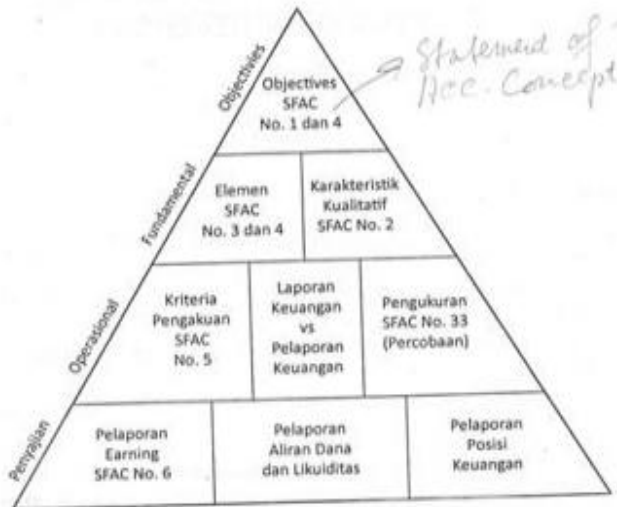 Objectivies
Objectives
SFAC
No. 1 dan 4
Statement of
Acc. Concept
Fundamental
Elemen
SFAC
No. 3 dan 4
Karakteristik
Kualitatif
SFAC No. 2
Operasional
Kriteria
Pengakuan
SFAC
No. 5
Laporan
Keuangan
vs
Pelaporan
Keuangan
Pengukuran
SFAC No. 33
(Percobaan)
Penyajian
Pelaporan
Earning
SFAC No. 6
Pelaporan
Aliran Dana
dan Likuiditas
Pelaporan
Posisi
Keuangan